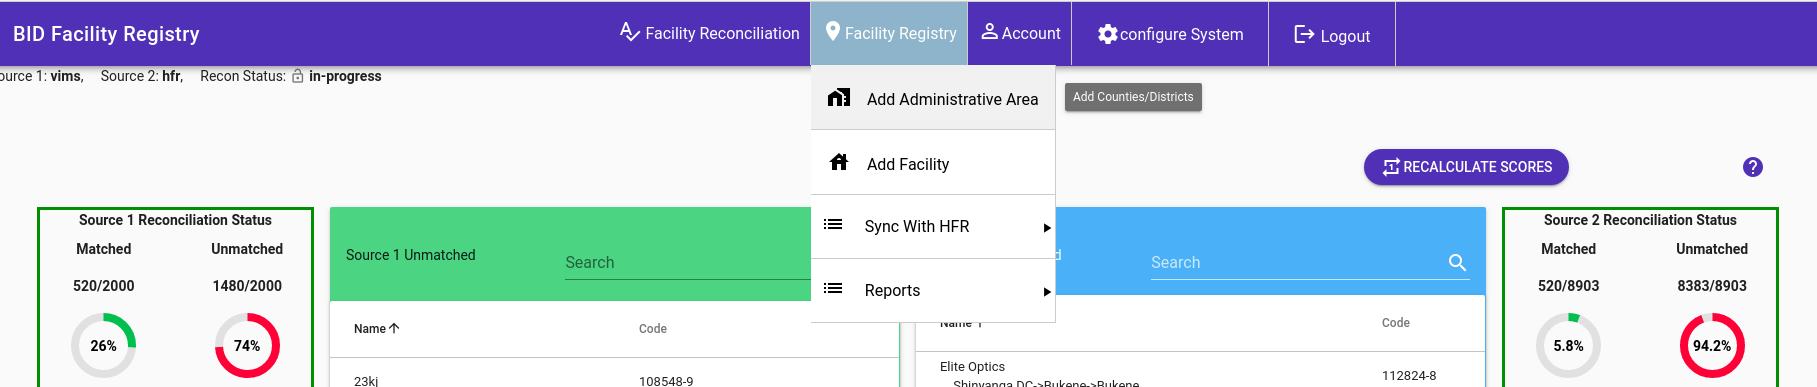 BID Facility Registry
Facility Reconciliation
Facility Registry
Account
configure System
Logout
ource 1: vims, Source 2: hfr, Recon Status: in-progress
Add Administrative Area
Add Counties/Districts
Add Facility
Sync With HFR
Reports
RECALCULATE SCORES
Source 1 Reconciliation Status
Matched Unmatched
520/2000 1480/2000
26% 74%
Source 1 Unmatched
Search
Name Code
23kj 108548-9
d
Search
Name Code
Elite Optics
Shinyanga DC->Bukene->Bukene
112824-8
Source 2 Reconciliation Status
Matched Unmatched
520/8903 8383/8903
5.8% 94.2%